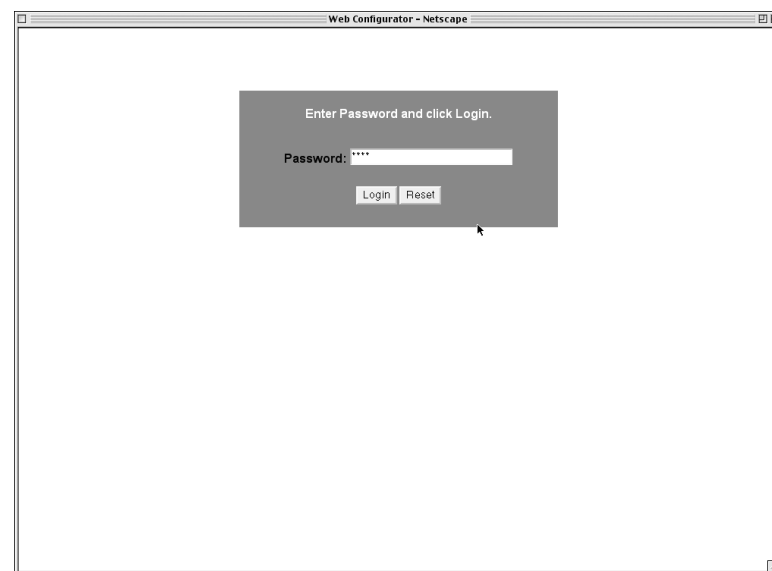 Web Configurator - Netscape
Enter Password and click Login.
Password: ****
Login Reset